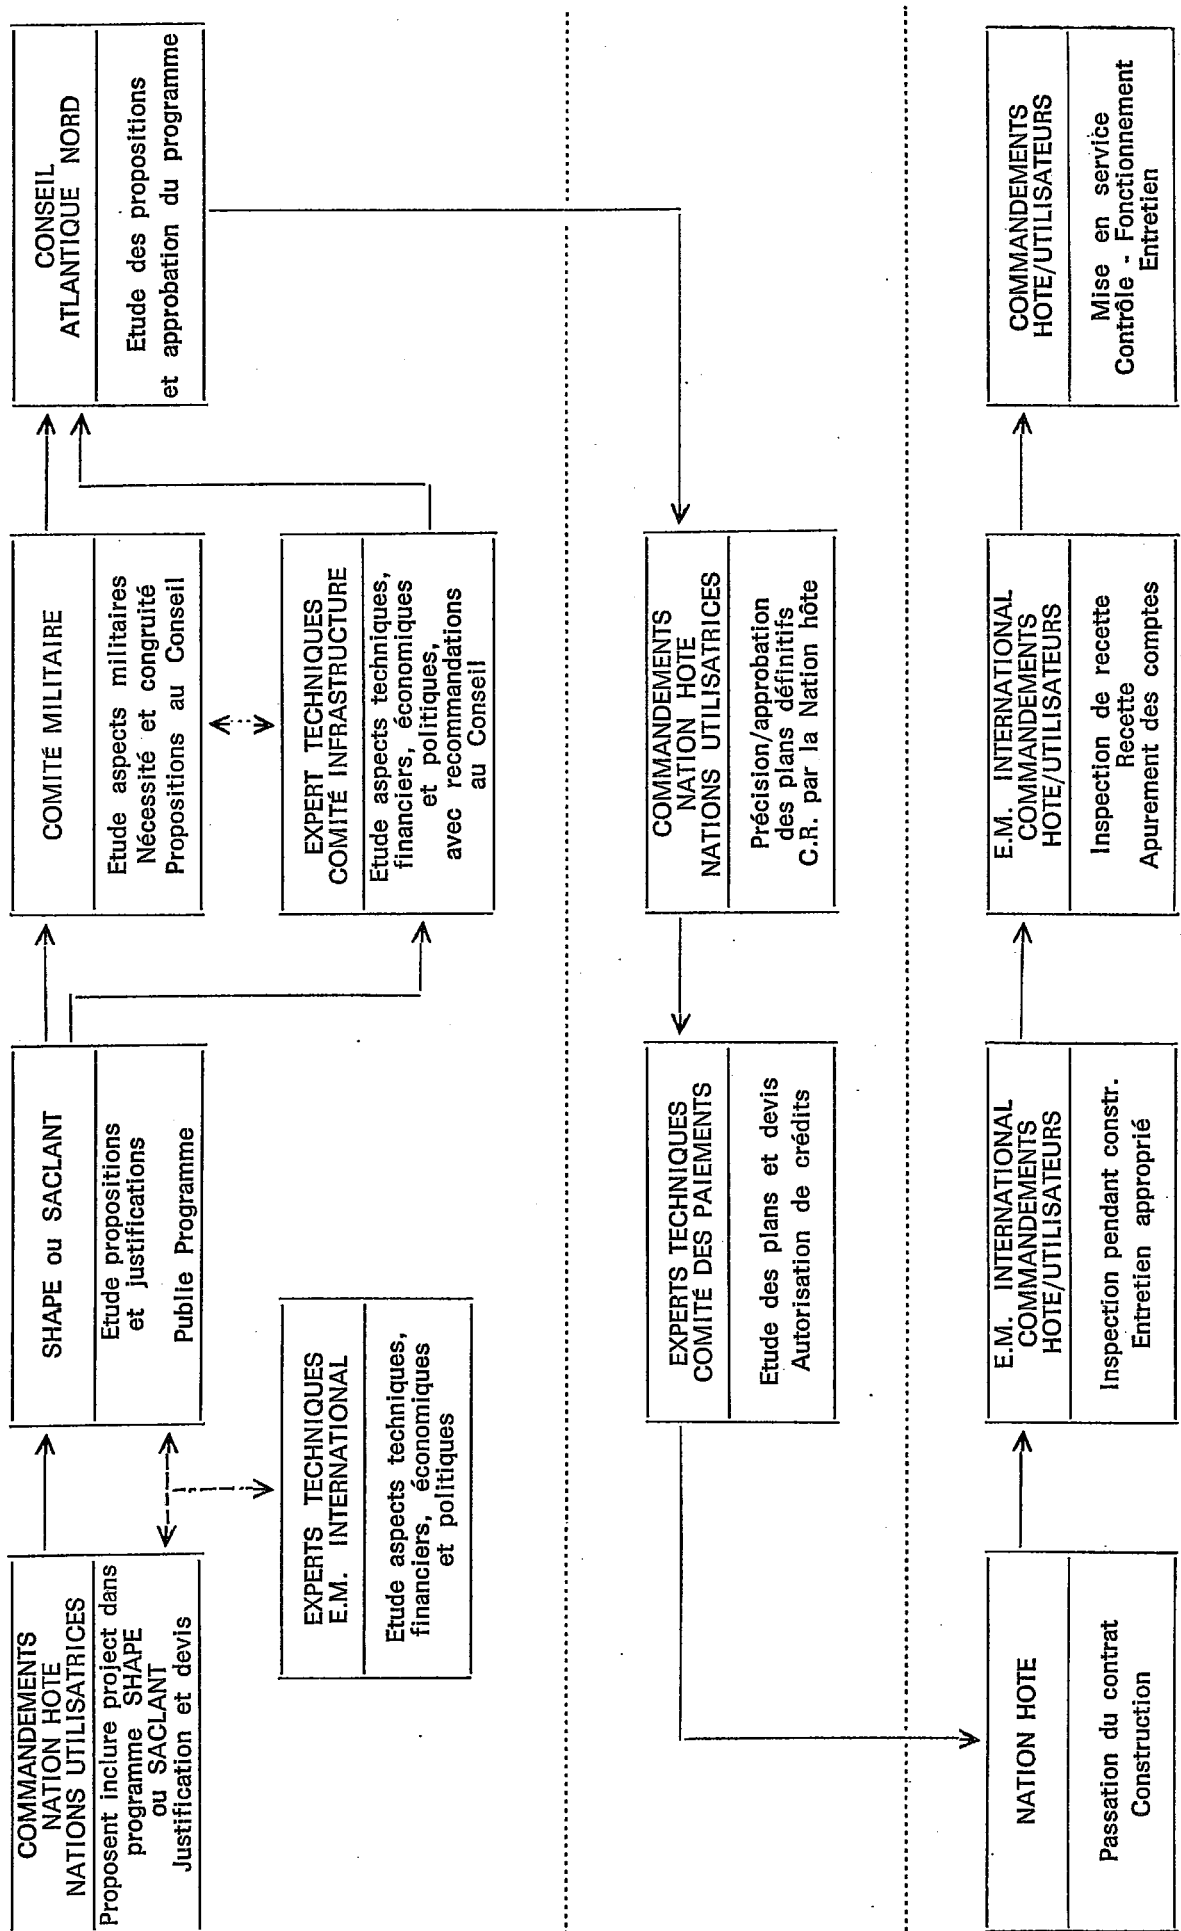 COMMANDEMENTS
NATION HOTE
NATIONS UTILISATRICES
Proposent inclure project dans
programme SHAPE
ou SACLANT
Justification et devis
SHAPE ou SACLANT
Etude propositions
et justifications
Publie Programme
COMITÉ MILITAIRE
Etude aspects militaires
Nécessité et congruité
Propositions au Conseil
CONSEIL
ATLANTIQUE NORD
Etude des propositions
et approbation du programme
EXPERTS TECHNIQUES
E.M. INTERNATIONAL
Etude aspects techniques,
financiers, économiques
et politiques
EXPERT TECHNIQUES
COMITÉ INFRASTRUCTURE
Etude aspects techniques,
financiers, économiques
et politiques,
avec recommandations
au Conseil
EXPERTS TECHNIQUES
COMITÉ DES PAIEMENTS
Etude des plans et devis
Autorisation de crédits
COMMANDEMENTS
NATION HOTE
NATIONS UTILISATRICES
Précision/approbation
des plans définitifs
C.R. par la Nation hôte
NATION HOTE
Passation du contrat
Construction
E.M. INTERNATIONAL
COMMANDEMENTS
HOTE/UTILISATEURS
Inspection pendant constr.
Entretien approprié
E.M. INTERNATIONAL
COMMANDEMENTS
HOTE/UTILISATEURS
Inspection de recette
Recette
Apurement des comptes
COMMANDEMENTS
HOTE/UTILISATEURS
Mise en service
Contrôle - Fonctionnement
Entretien